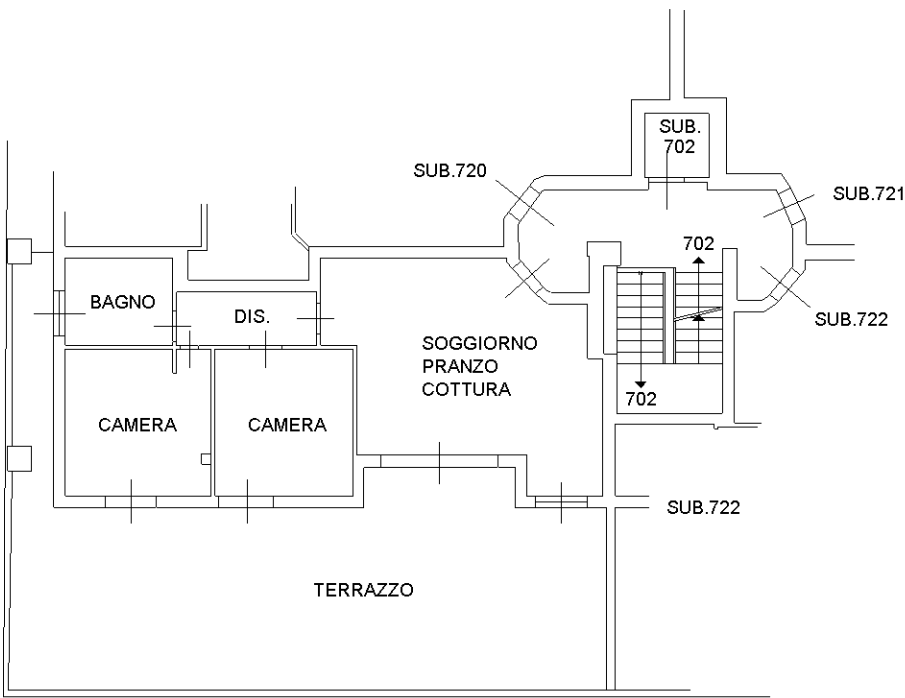 SUB.
702
SUB.720
SUB.721
702
BAGNO
DIS.
SUB.722
SOGGIORNO
PRANZO
COTTURA
702
CAMERA
CAMERA
SUB.722
TERRAZZO